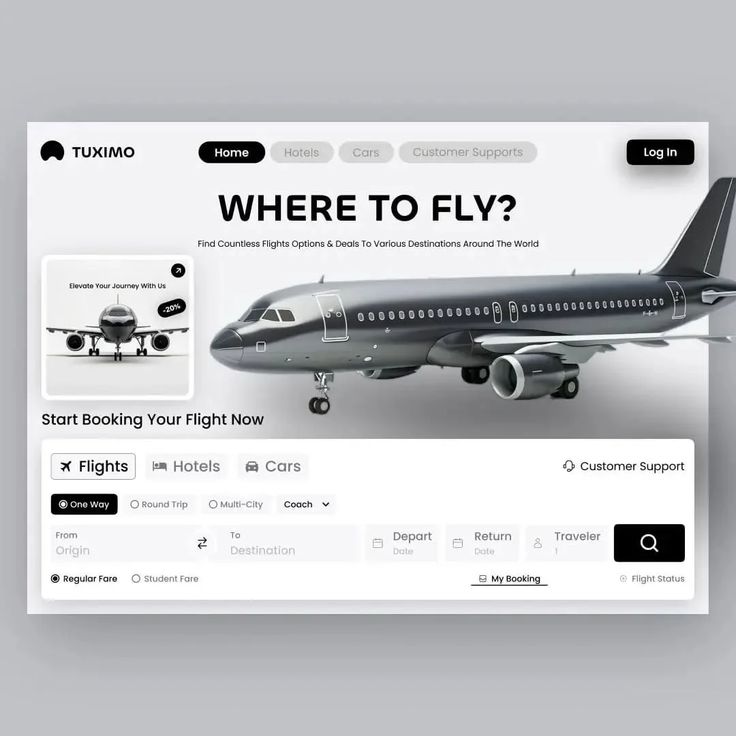 TUXIMO
Home Hotels Cars Customer Supports
Log In
WHERE TO FLY?
Find Countless Flights Options & Deals To Various Destinations Around The World
Elevate Your Journey With Us
-20%
Start Booking Your Flight Now
Flights Hotels Cars
Customer Support
One Way Round Trip Multi-City Coach
From To Depart Return Traveler
Origin Destination Date Date 1
Regular Fare Student Fare My Booking Flight Status